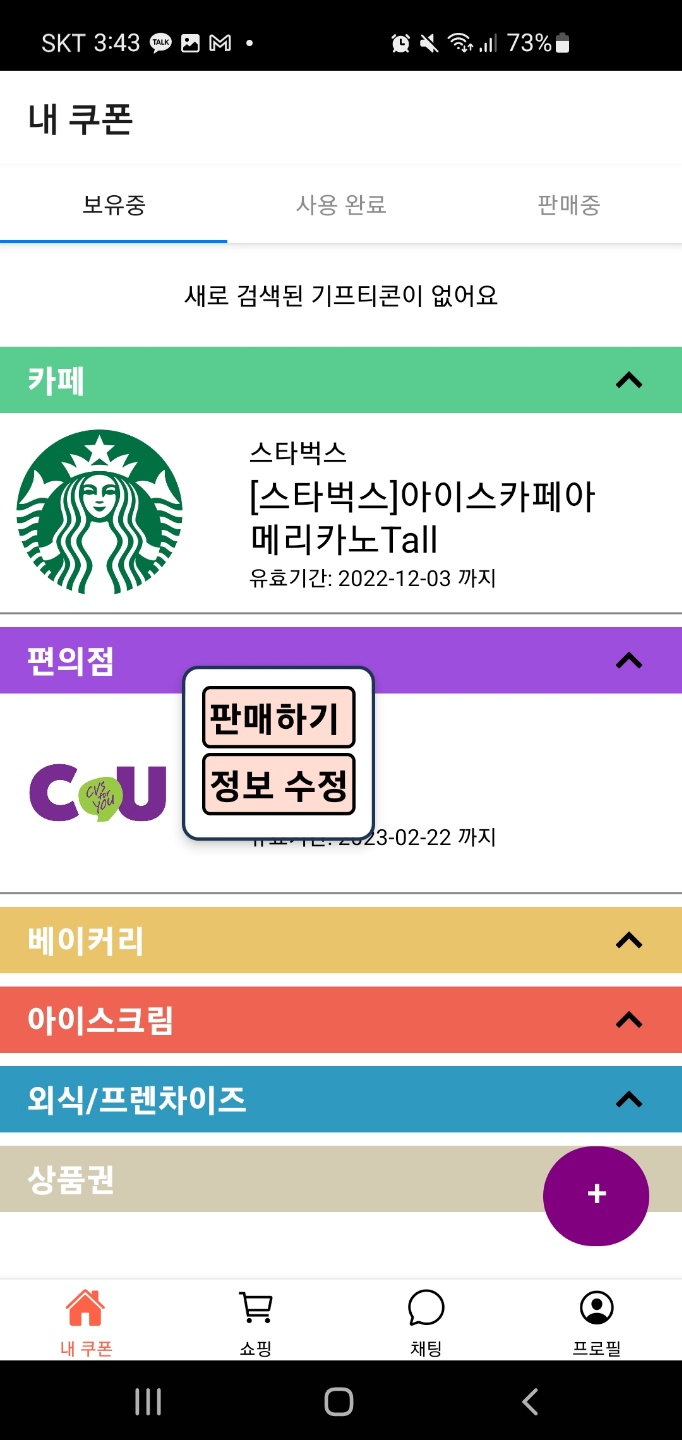 SKT 3:43 TALK 73%
내 쿠폰
보유중 사용 완료 판매중
새로 검색된 기프티콘이 없어요
카페
스타벅스
[스타벅스]아이스카페아
메리카노Tall
유효기간: 2022-12-03 까지
편의점
판매하기
정보 수정
CU
CVS for YOU
2023-02-22 까지
베이커리
아이스크림
외식/프렌차이즈
상품권
+
내 쿠폰 쇼핑 채팅 프로필